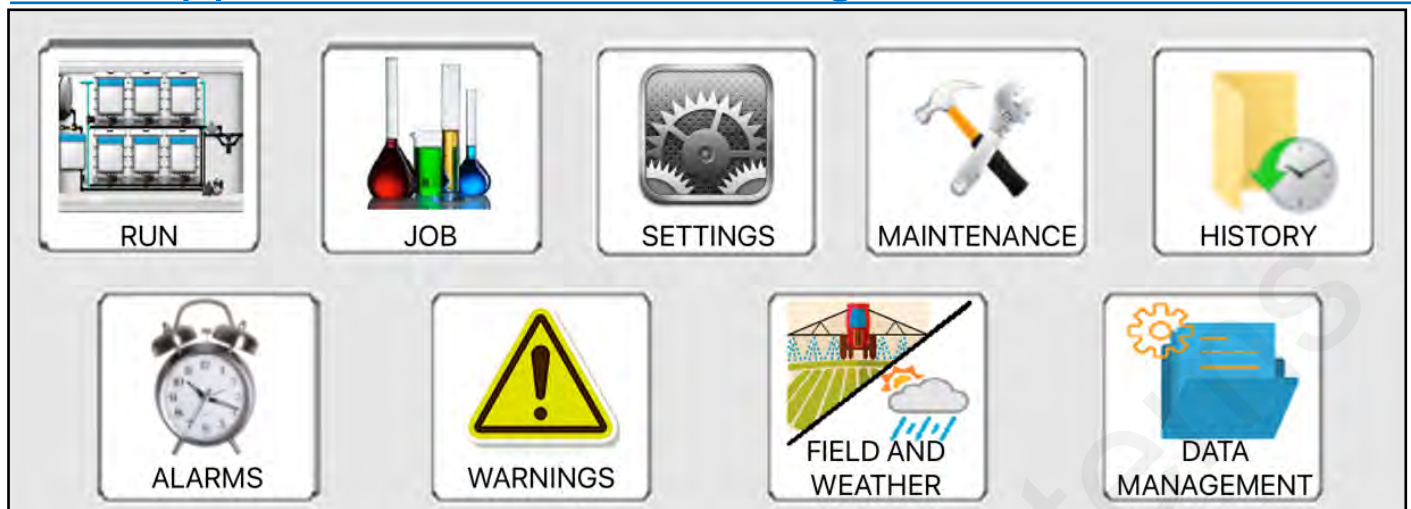 RUN
JOB
SETTINGS
MAINTENANCE
HISTORY
ALARMS
WARNINGS
FIELD AND
WEATHER
DATA
MANAGEMENT